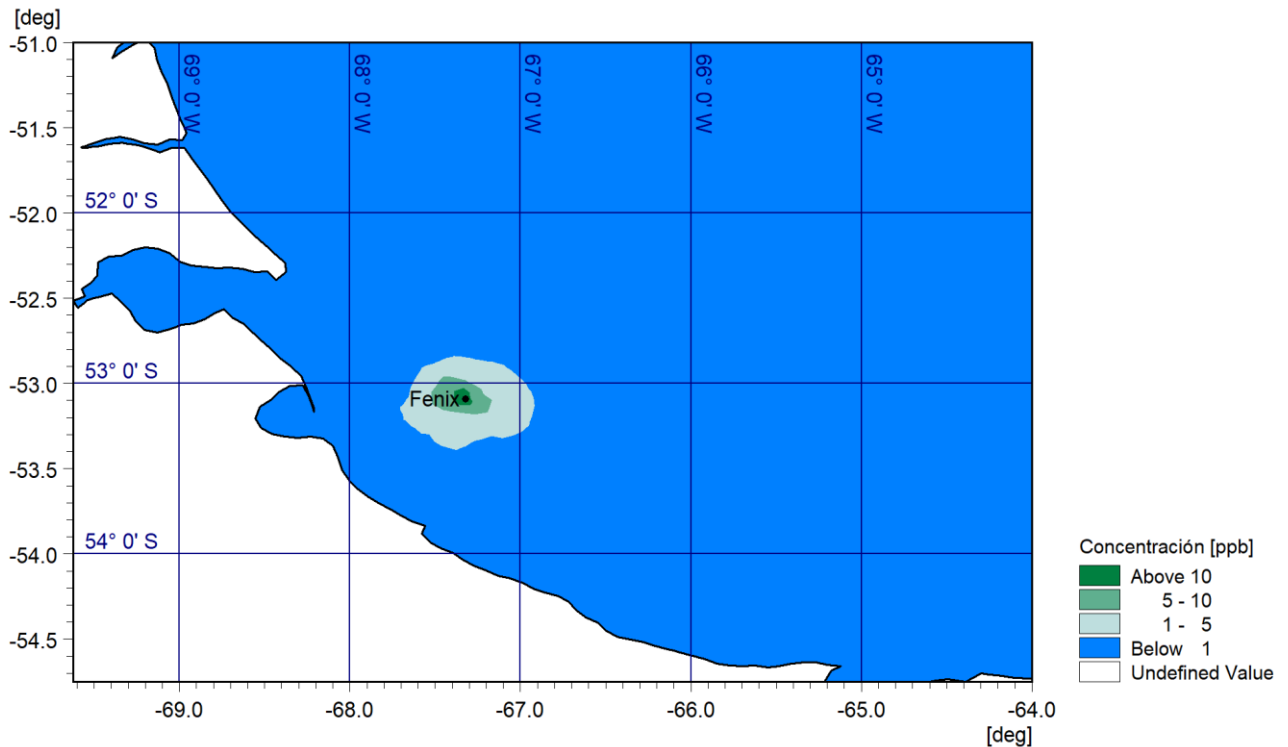 [deg]
-51.0
-51.5
-52.0
-52.5
-53.0
-53.5
-54.0
-54.5
69° 0' W
68° 0' W
67° 0' W
66° 0' W
65° 0' W
52° 0' S
53° 0' S
54° 0' S
Fenix
-69.0
-68.0
-67.0
-66.0
-65.0
-64.0
[deg]
Concentración [ppb]
Above 10
5 - 10
1 - 5
Below 1
Undefined Value